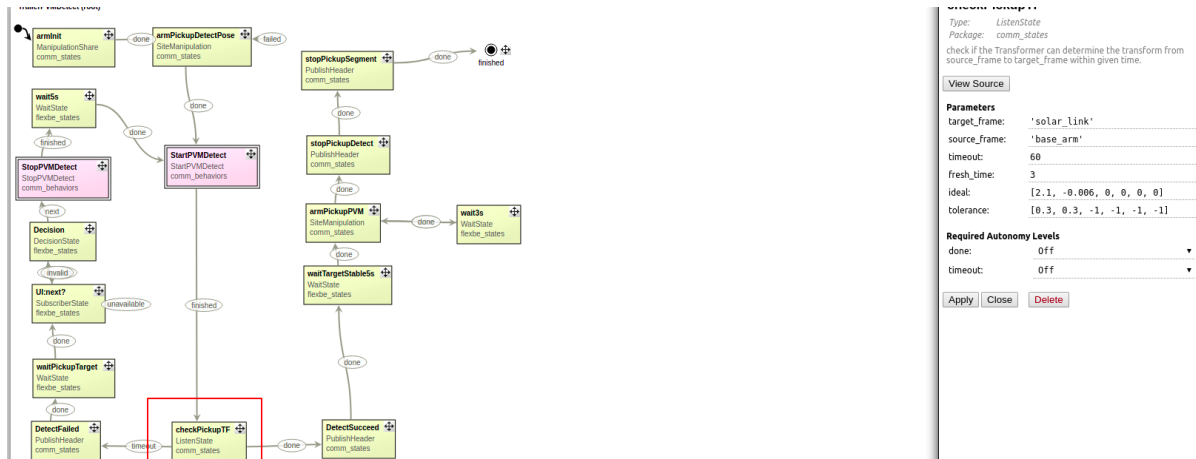 armInit
ManipulationShare
comm_states
done
armPickupDetectPose
SiteManipulation
comm_states
failed
stopPickupSegment
PublishHeader
comm_states
done
finished
wait5s
WaitState
flexbe_states
done
done
done
finished
StopPVMDetect
StopPVMDetect
comm_behaviors
StartPVMDetect
StartPVMDetect
comm_behaviors
stopPickupDetect
PublishHeader
comm_states
next
done
Decision
DecisionState
flexbe_states
armPickupPVM
SiteManipulation
comm_states
done
wait3s
WaitState
flexbe_states
invalid
done
UI:next?
SubscriberState
flexbe_states
unavailable
finished
waitTargetStable5s
WaitState
flexbe_states
done
done
waitPickupTarget
WaitState
flexbe_states
done
DetectFailed
PublishHeader
comm_states
timeout
checkPickupTF
ListenState
comm_states
done
DetectSucceed
PublishHeader
comm_states
Type: ListenState
Package: comm_states
check if the Transformer can determine the transform from
source_frame to target_frame within given time.
View Source
Parameters
target_frame: 'solar_link'
source_frame: 'base_arm'
timeout: 60
fresh_time: 3
ideal: [2.1, -0.006, 0, 0, 0, 0]
tolerance: [0.3, 0.3, -1, -1, -1, -1]
Required Autonomy Levels
done: Off
timeout: Off
Apply Close Delete